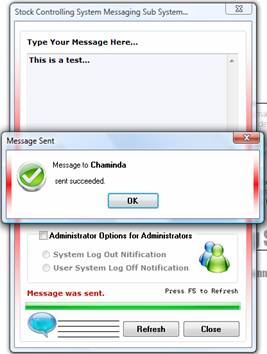 Stock Controlling System Messaging Sub System...
Type Your Message Here...
This is a test...
Message Sent
Message to Chaminda
sent succeeded.
OK
Administrator Options for Administrators
System Log Out Nitification
User System Log Off Notification
Message was sent.
Press F5 to Refresh
Refresh
Close